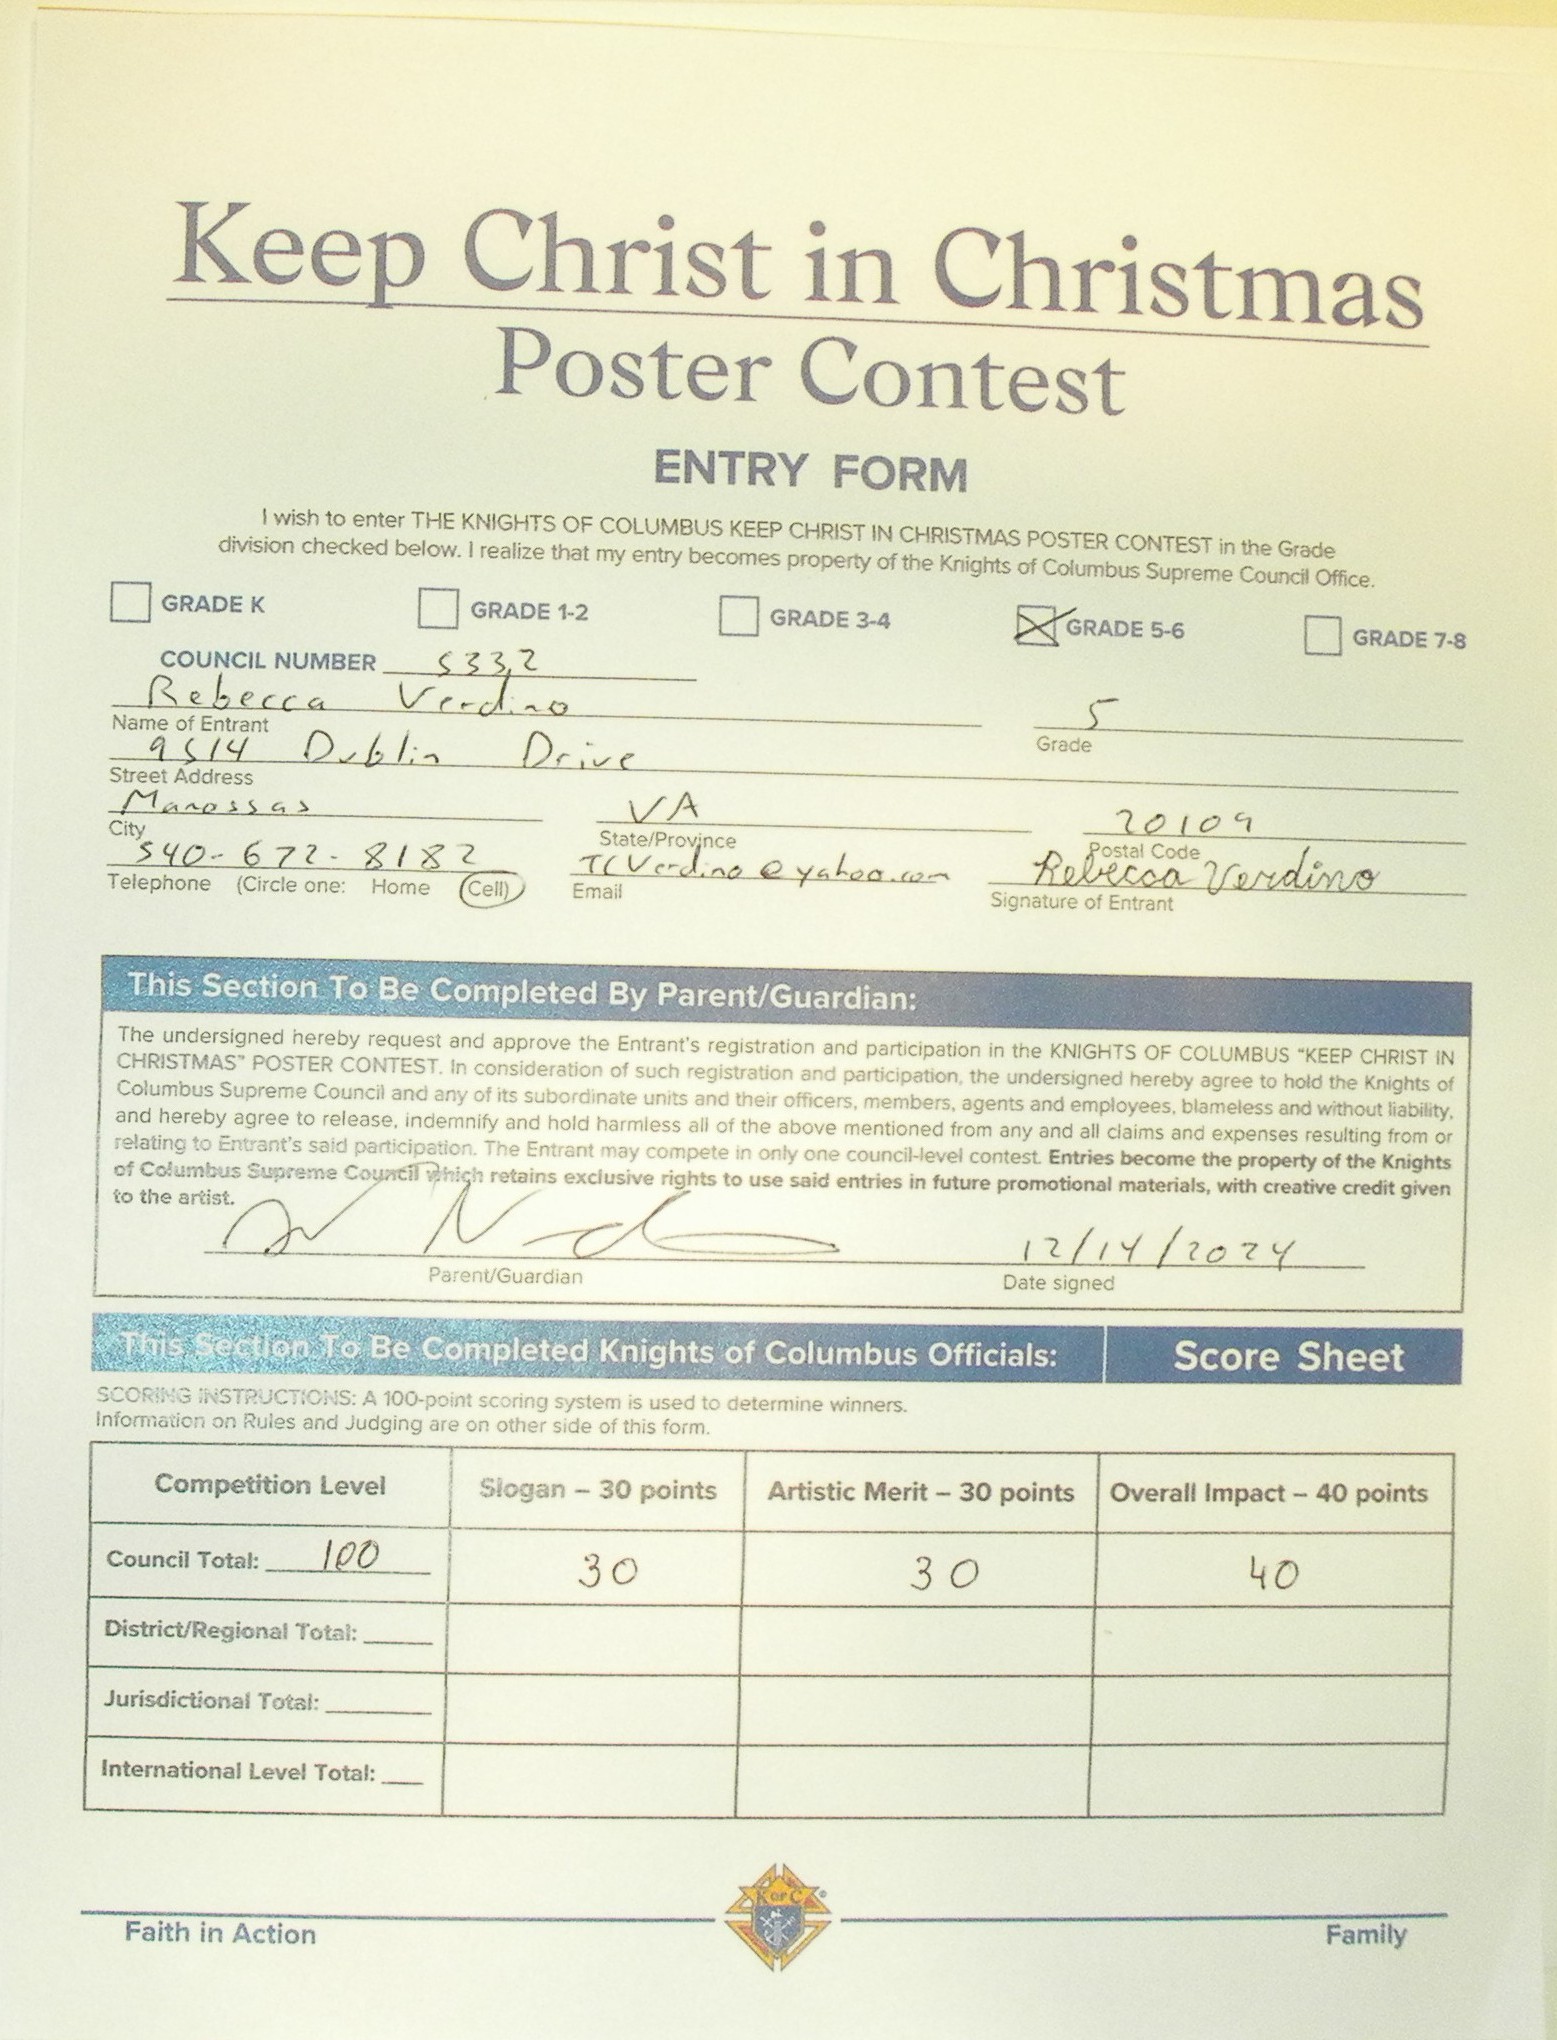 Keep Christ in Christmas
Poster Contest
ENTRY FORM
I wish to enter THE KNIGHTS OF COLUMBUS KEEP CHRIST IN CHRISTMAS POSTER CONTEST in the Grade
division checked below. I realize that my entry becomes property of the Knights of Columbus Supreme Council Office.
GRADE K GRADE 1-2 GRADE 3-4 GRADE 5-6 GRADE 7-8
COUNCIL NUMBER 5332
Rebecca Verdino 5
Name of Entrant Grade
9514 Dublin Drive
Street Address
Manassas VA 20109
City State/Province Postal Code
540-672-8182 TCVerdino@yahoo.com Rebecca Verdino
Telephone (Circle one: Home Cell) Email Signature of Entrant
This Section To Be Completed By Parent/Guardian:
The undersigned hereby request and approve the Entrant's registration and participation in the KNIGHTS OF COLUMBUS "KEEP CHRIST IN
CHRISTMAS" POSTER CONTEST. In consideration of such registration and participation, the undersigned hereby agree to hold the Knights of
Columbus Supreme Council and any of its subordinate units and their officers, members, agents and employees, blameless and without liability,
and hereby agree to release, indemnify and hold harmless all of the above mentioned from any and all claims and expenses resulting from or
relating to Entrant's said participation. The Entrant may compete in only one council-level contest. Entries become the property of the Knights
of Columbus Supreme Council which retains exclusive rights to use said entries in future promotional materials, with creative credit given
to the artist.
12/14/2024
Parent/Guardian Date signed
This Section To Be Completed Knights of Columbus Officials: Score Sheet
SCORING INSTRUCTIONS: A 100-point scoring system is used to determine winners.
Information on Rules and Judging are on other side of this form.
Competition Level Slogan – 30 points Artistic Merit – 30 points Overall Impact – 40 points
Council Total: 100 30 30 40
District/Regional Total:
Jurisdictional Total:
International Level Total:
K of C
Faith in Action Family